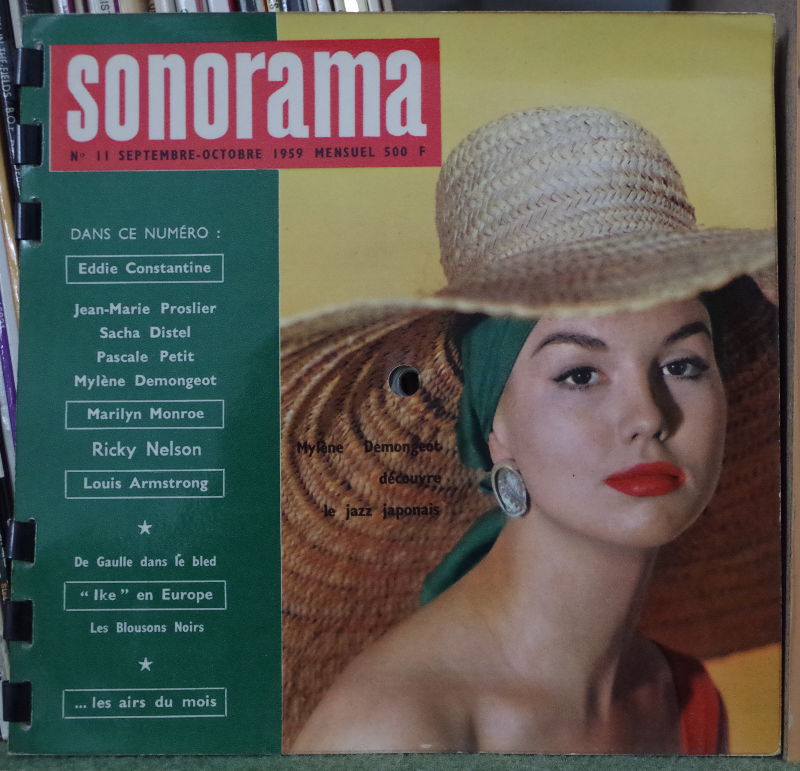 sonorama
Nº 11 SEPTEMBRE-OCTOBRE 1959 MENSUEL 500 F
DANS CE NUMÉRO :
Eddie Constantine
Jean-Marie Proslier
Sacha Distel
Pascale Petit
Mylène Demongeot
Marilyn Monroe
Ricky Nelson
Louis Armstrong
De Gaulle dans le bled
"Ike" en Europe
Les Blousons Noirs
... les airs du mois
Mylène Demongeot
découvre
le jazz japonais